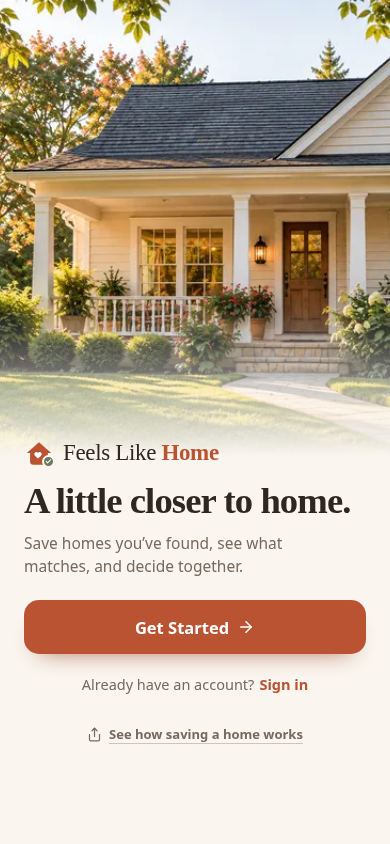 Feels Like Home
A little closer to home.
Save homes you’ve found, see what
matches, and decide together.
Get Started
Already have an account? Sign in
See how saving a home works